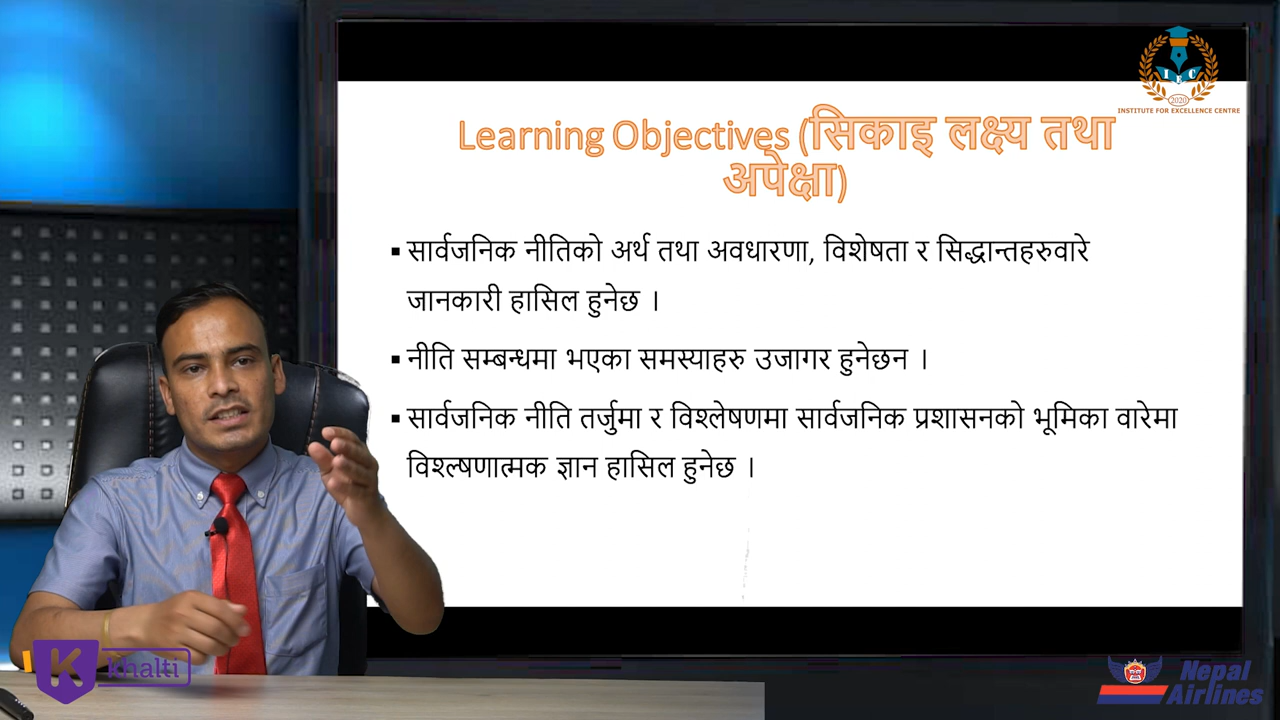 I E C
2020
INSTITUTE FOR EXCELLENCE CENTRE
Learning Objectives (सिकाइ लक्ष्य तथा
अपेक्षा)
▪ सार्वजनिक नीतिको अर्थ तथा अवधारणा, विशेषता र सिद्धान्तहरुवारे
जानकारी हासिल हुनेछ ।
▪ नीति सम्बन्धमा भएका समस्याहरु उजागर हुनेछन ।
▪ सार्वजनिक नीति तर्जुमा र विश्लेषणमा सार्वजनिक प्रशासनको भूमिका वारेमा
विश्ल्षणात्मक ज्ञान हासिल हुनेछ ।
K khalti
Nepal
Airlines